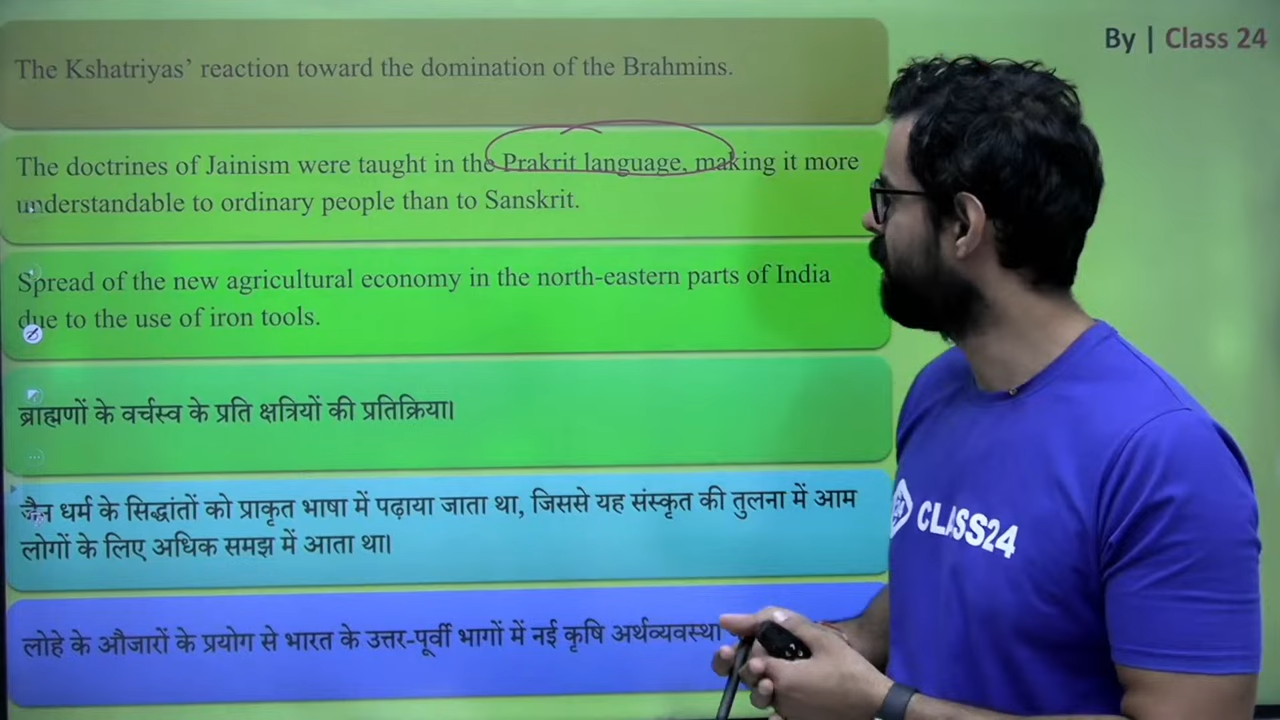 By | Class 24
The Kshatriyas' reaction toward the domination of the Brahmins.
The doctrines of Jainism were taught in the Prakrit language, making it more
understandable to ordinary people than to Sanskrit.
Spread of the new agricultural economy in the north-eastern parts of India
due to the use of iron tools.
ब्राह्मणों के वर्चस्व के प्रति क्षत्रियों की प्रतिक्रिया।
जैन धर्म के सिद्धांतों को प्राकृत भाषा में पढ़ाया जाता था, जिससे यह संस्कृत की तुलना में आम
लोगों के लिए अधिक समझ में आता था।
लोहे के औजारों के प्रयोग से भारत के उत्तर-पूर्वी भागों में नई कृषि अर्थव्यवस्था
CLASS24